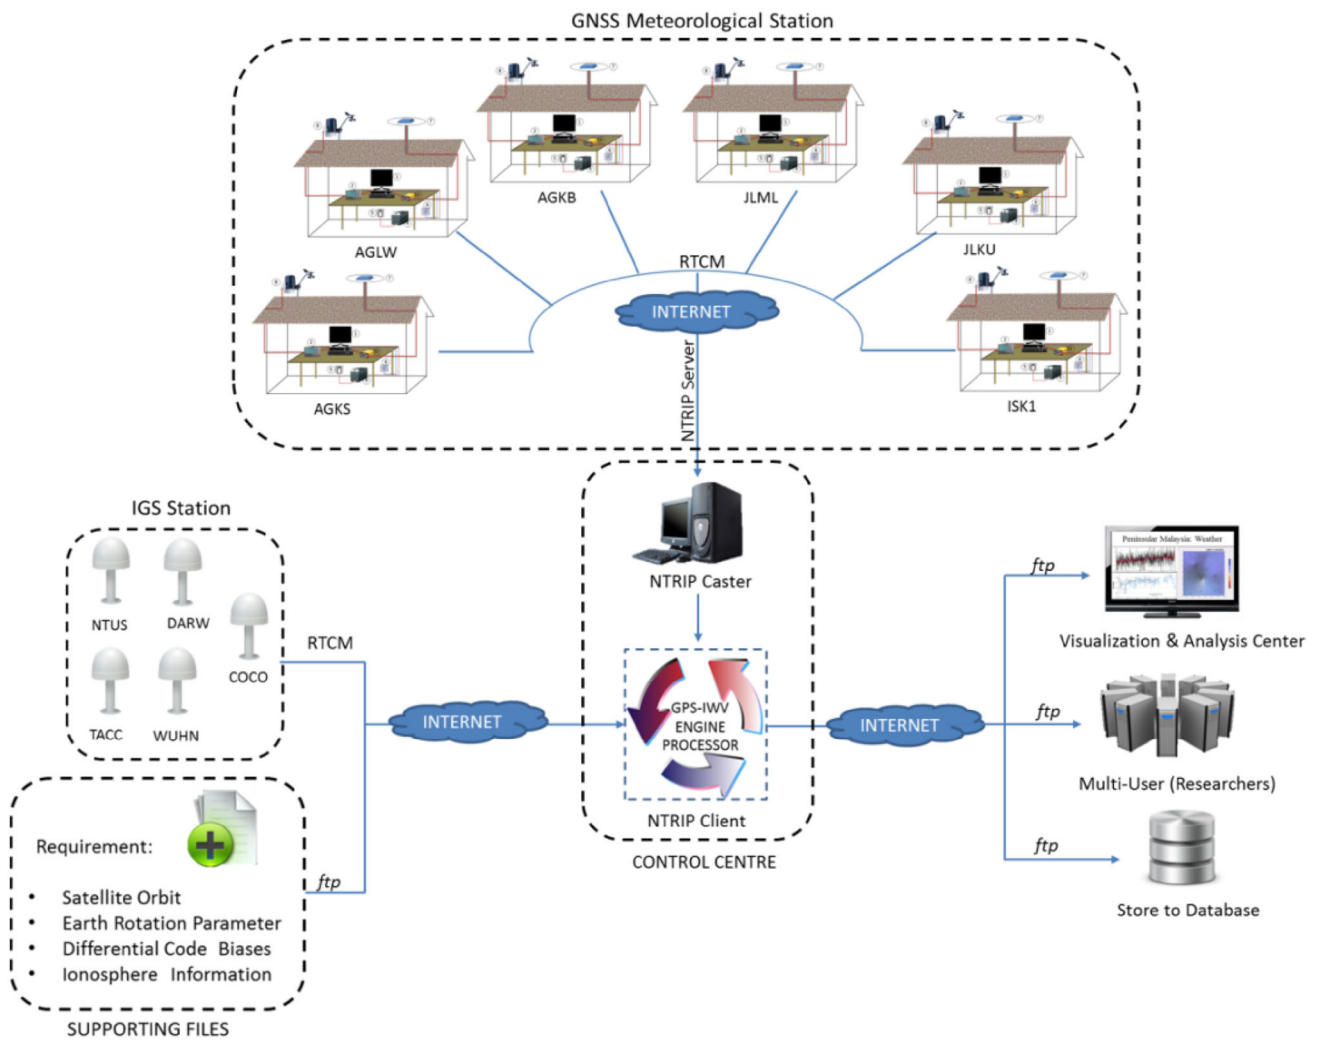 GNSS Meteorological Station
AGKB
JLML
AGLW
JLKU
RTCM
INTERNET
AGKS
ISK1
NTRIP Server
IGS Station
NTUS
DARW
COCO
TACC
WUHN
RTCM
NTRIP Caster
INTERNET
GPS-IWV
ENGINE
PROCESSOR
NTRIP Client
CONTROL CENTRE
INTERNET
ftp
Peninsular Malaysia: Weather
Visualization & Analysis Center
ftp
Multi-User (Researchers)
ftp
Store to Database
Requirement:
• Satellite Orbit
• Earth Rotation Parameter
• Differential Code Biases
• Ionosphere Information
ftp
SUPPORTING FILES